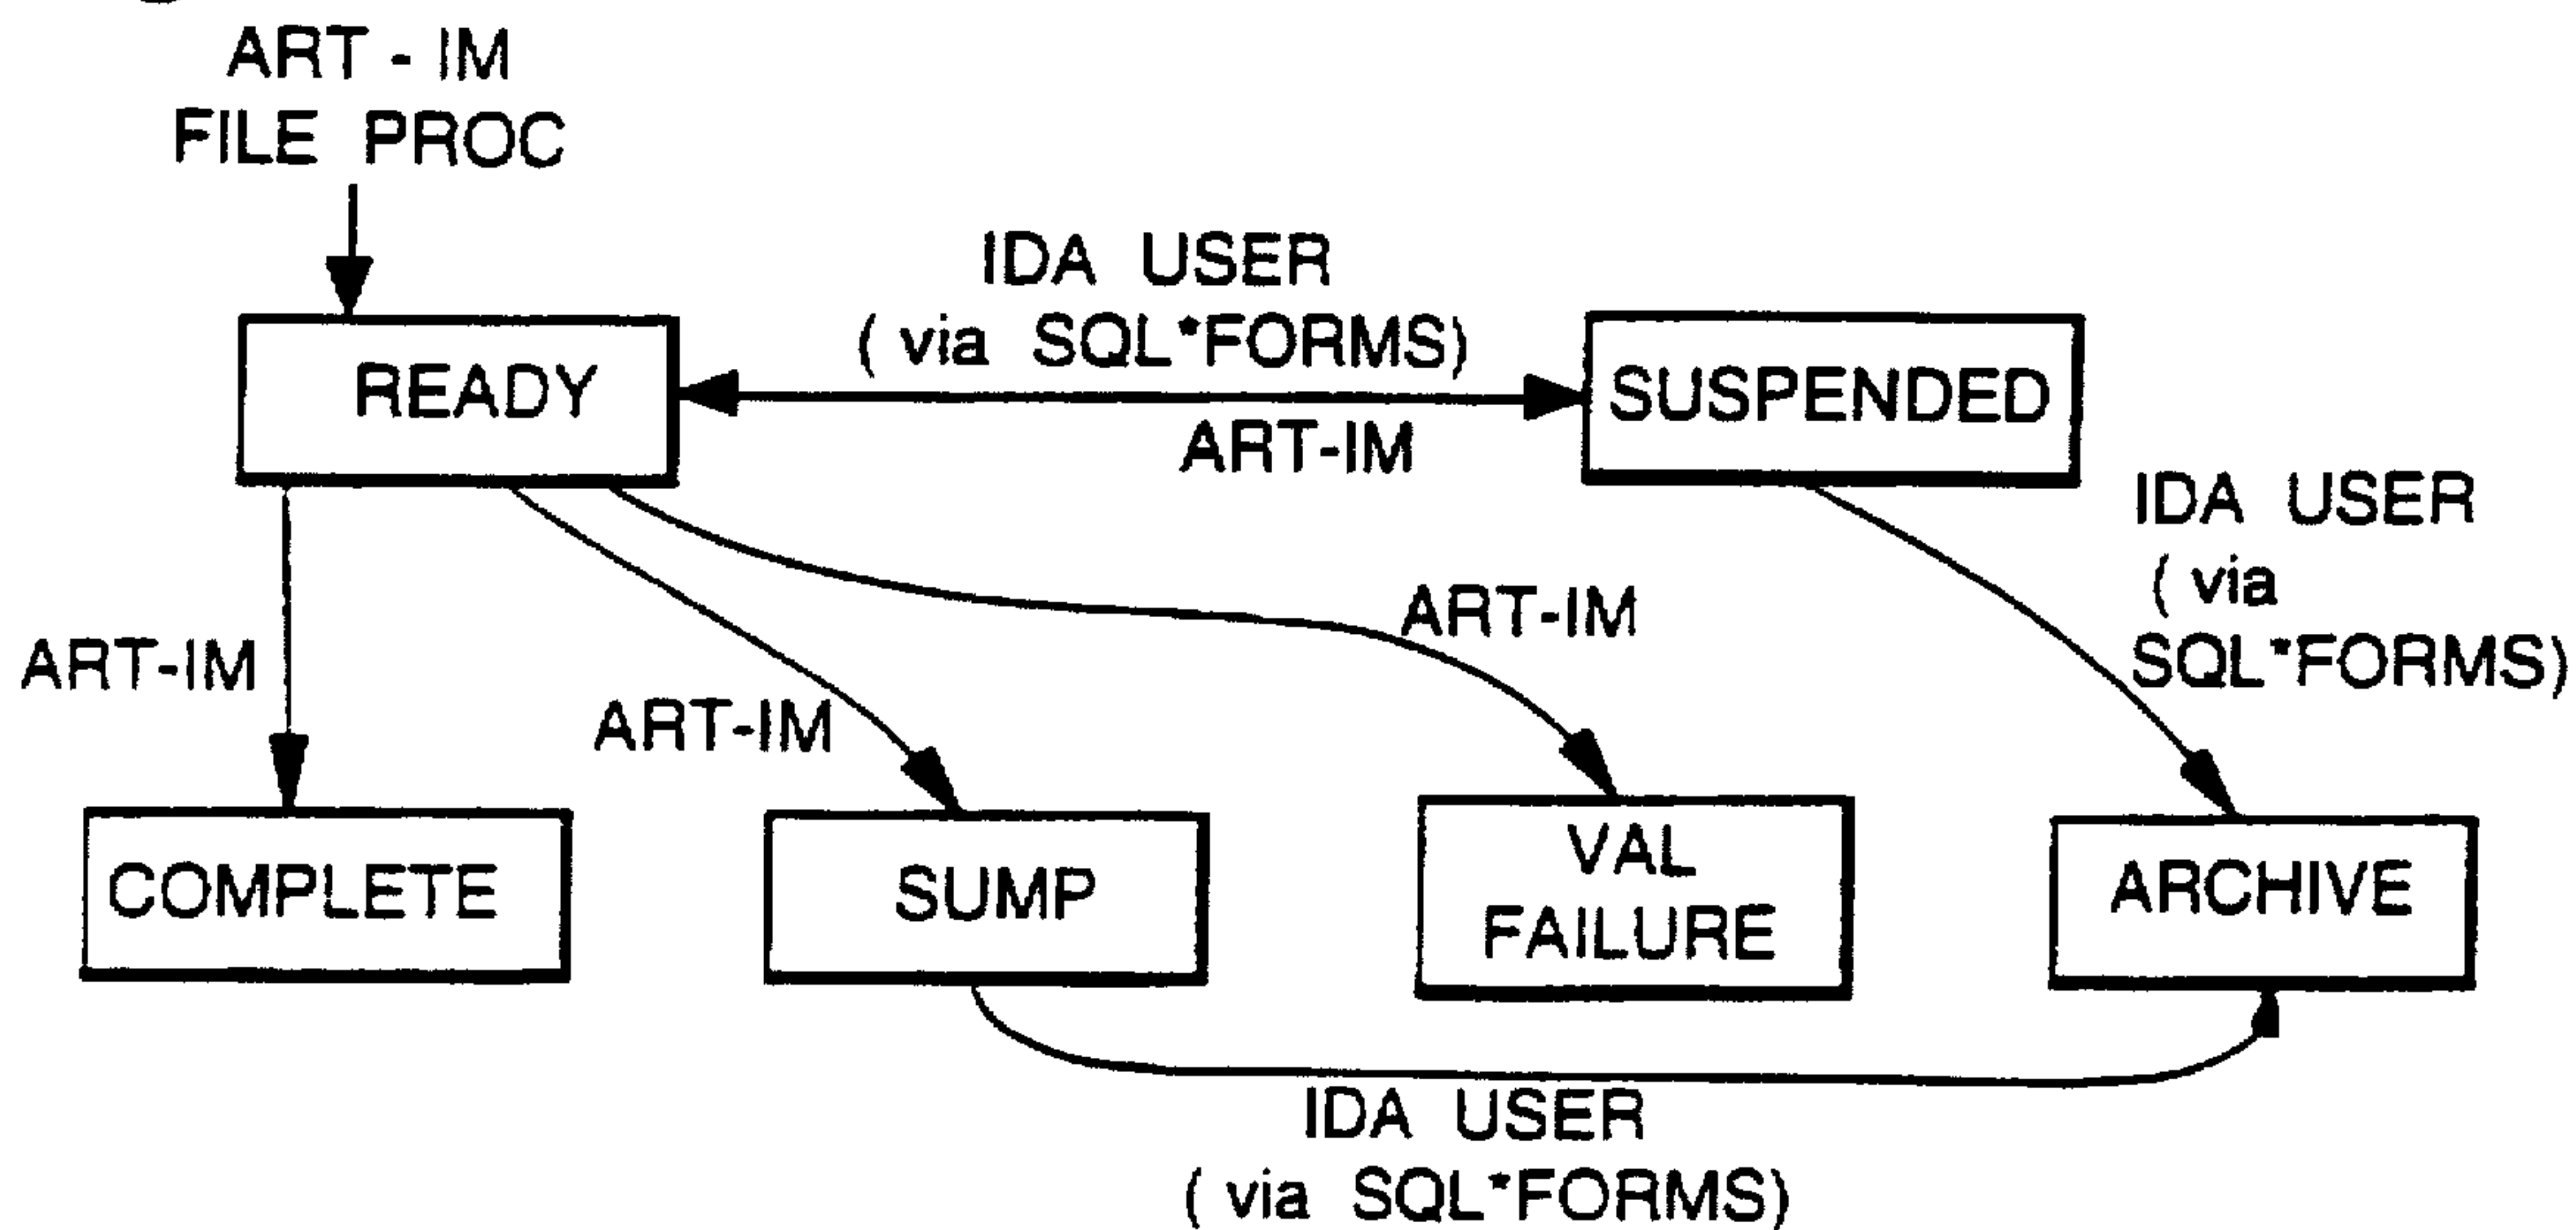 ART - IM
FILE PROC
IDA USER
( via SQL*FORMS)
READY
SUSPENDED
ART-IM
IDA USER
( via
SQL*FORMS)
ART-IM
ART-IM
ART-IM
COMPLETE
SUMP
VAL
FAILURE
ARCHIVE
IDA USER
( via SQL*FORMS)